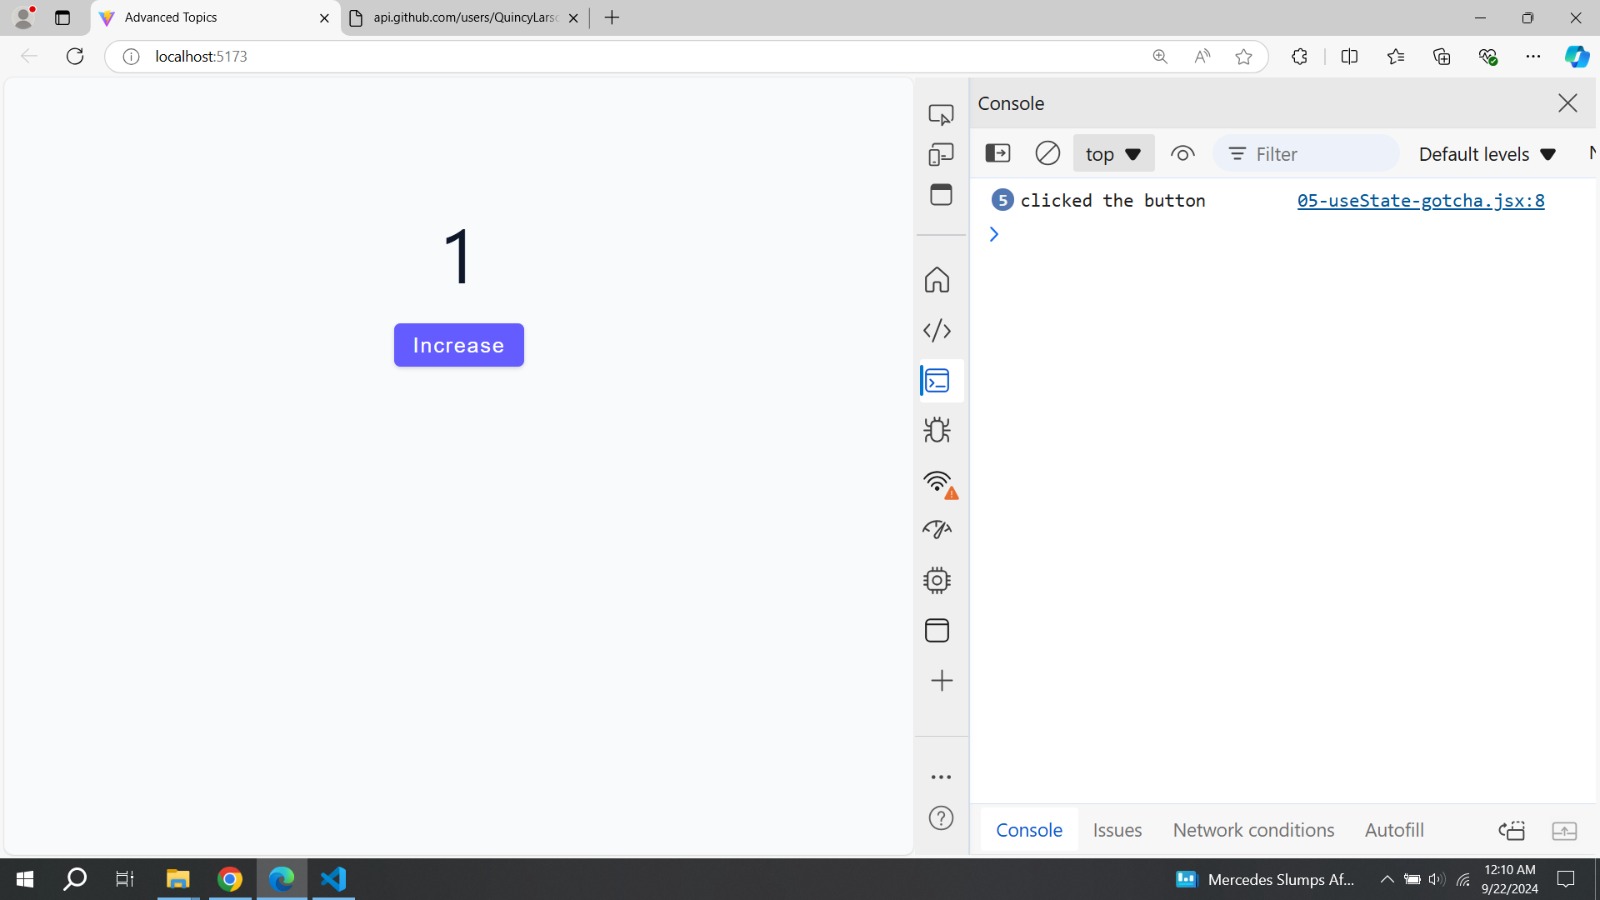 Advanced Topics
api.github.com/users/QuincyLars
localhost:5173
Console
top
Filter
Default levels
5 clicked the button 05-useState-gotcha.jsx:8
1
Increase
Console Issues Network conditions Autofill
Mercedes Slumps Af...
12:10 AM
9/22/2024